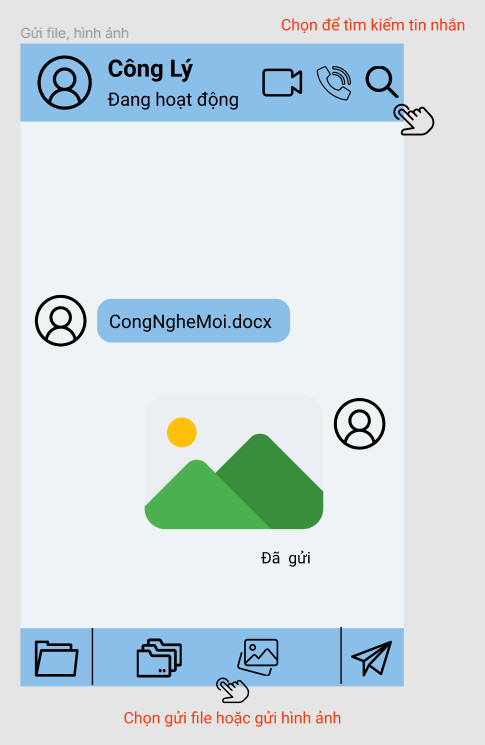 Chọn để tìm kiếm tin nhắn
Gửi file, hình ảnh
Công Lý
Đang hoạt động
CongNgheMoi.docx
Đã gửi
Chọn gửi file hoặc gửi hình ảnh